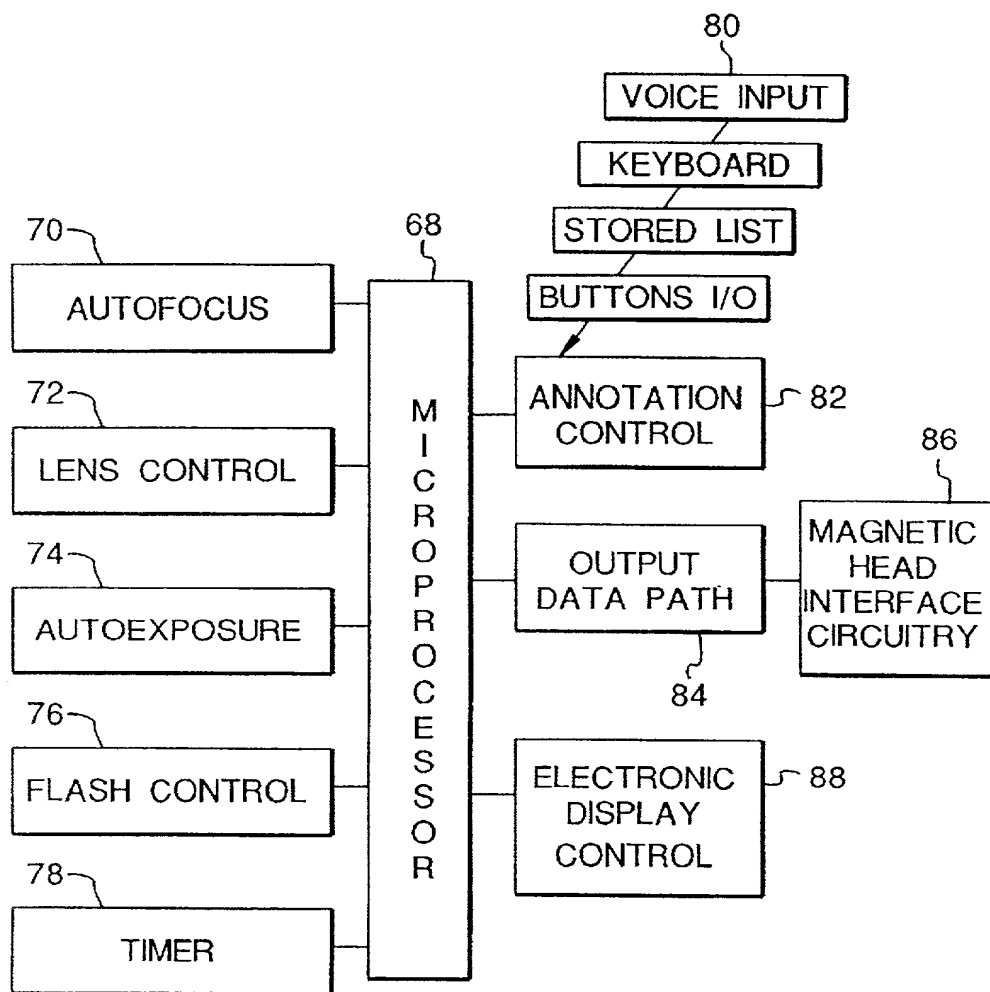 80
VOICE INPUT
KEYBOARD
STORED LIST
BUTTONS I/O
70
AUTOFOCUS
72
LENS CONTROL
74
AUTOEXPOSURE
76
FLASH CONTROL
78
TIMER
68
MICROPROCESSOR
ANNOTATION
CONTROL
82
OUTPUT
DATA PATH
84
86
MAGNETIC
HEAD
INTERFACE
CIRCUITRY
ELECTRONIC
DISPLAY
CONTROL
88